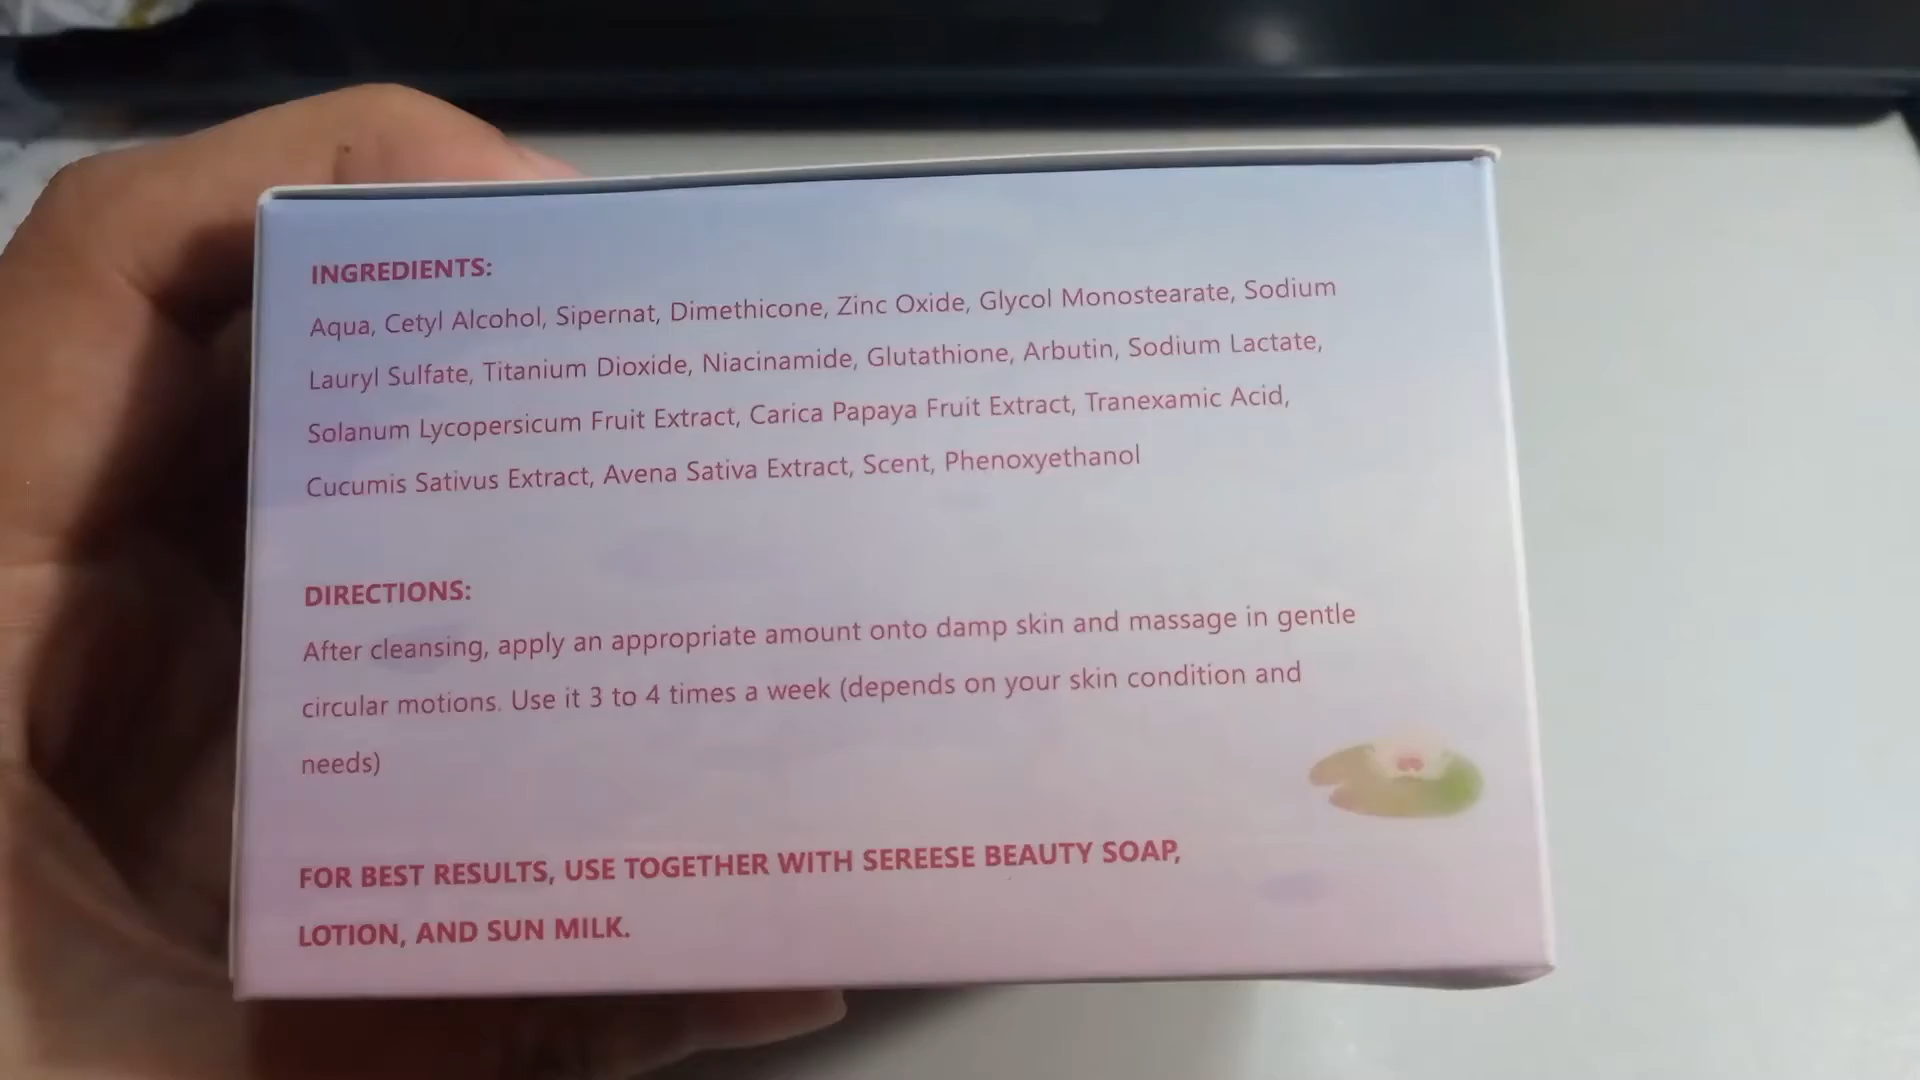 INGREDIENTS:
Aqua, Cetyl Alcohol, Sipernat, Dimethicone, Zinc Oxide, Glycol Monostearate, Sodium
Lauryl Sulfate, Titanium Dioxide, Niacinamide, Glutathione, Arbutin, Sodium Lactate,
Solanum Lycopersicum Fruit Extract, Carica Papaya Fruit Extract, Tranexamic Acid,
Cucumis Sativus Extract, Avena Sativa Extract, Scent, Phenoxyethanol
DIRECTIONS:
After cleansing, apply an appropriate amount onto damp skin and massage in gentle
circular motions. Use it 3 to 4 times a week (depends on your skin condition and
needs)
FOR BEST RESULTS, USE TOGETHER WITH SEREESE BEAUTY SOAP,
LOTION, AND SUN MILK.